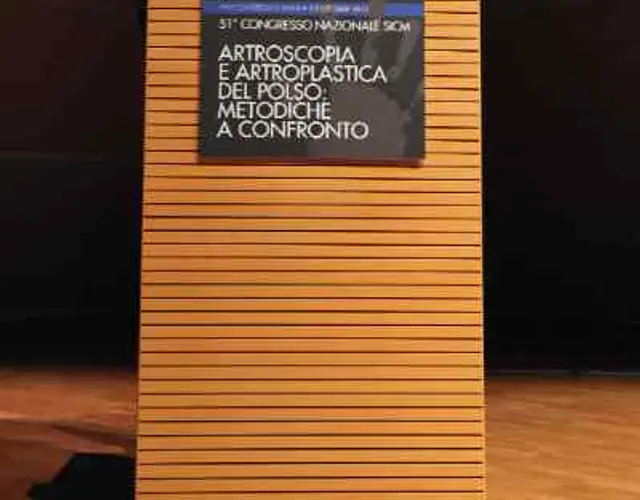 51° CONGRESSO NAZIONALE SICM
ARTROSCOPIA
E ARTROPLASTICA
DEL POLSO:
METODICHE
A CONFRONTO